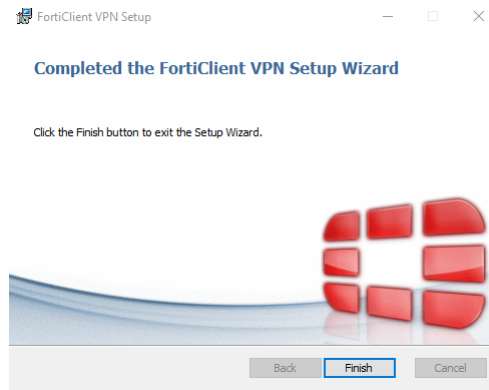 FortiClient VPN Setup
Completed the FortiClient VPN Setup Wizard
Click the Finish button to exit the Setup Wizard.
Back Finish Cancel